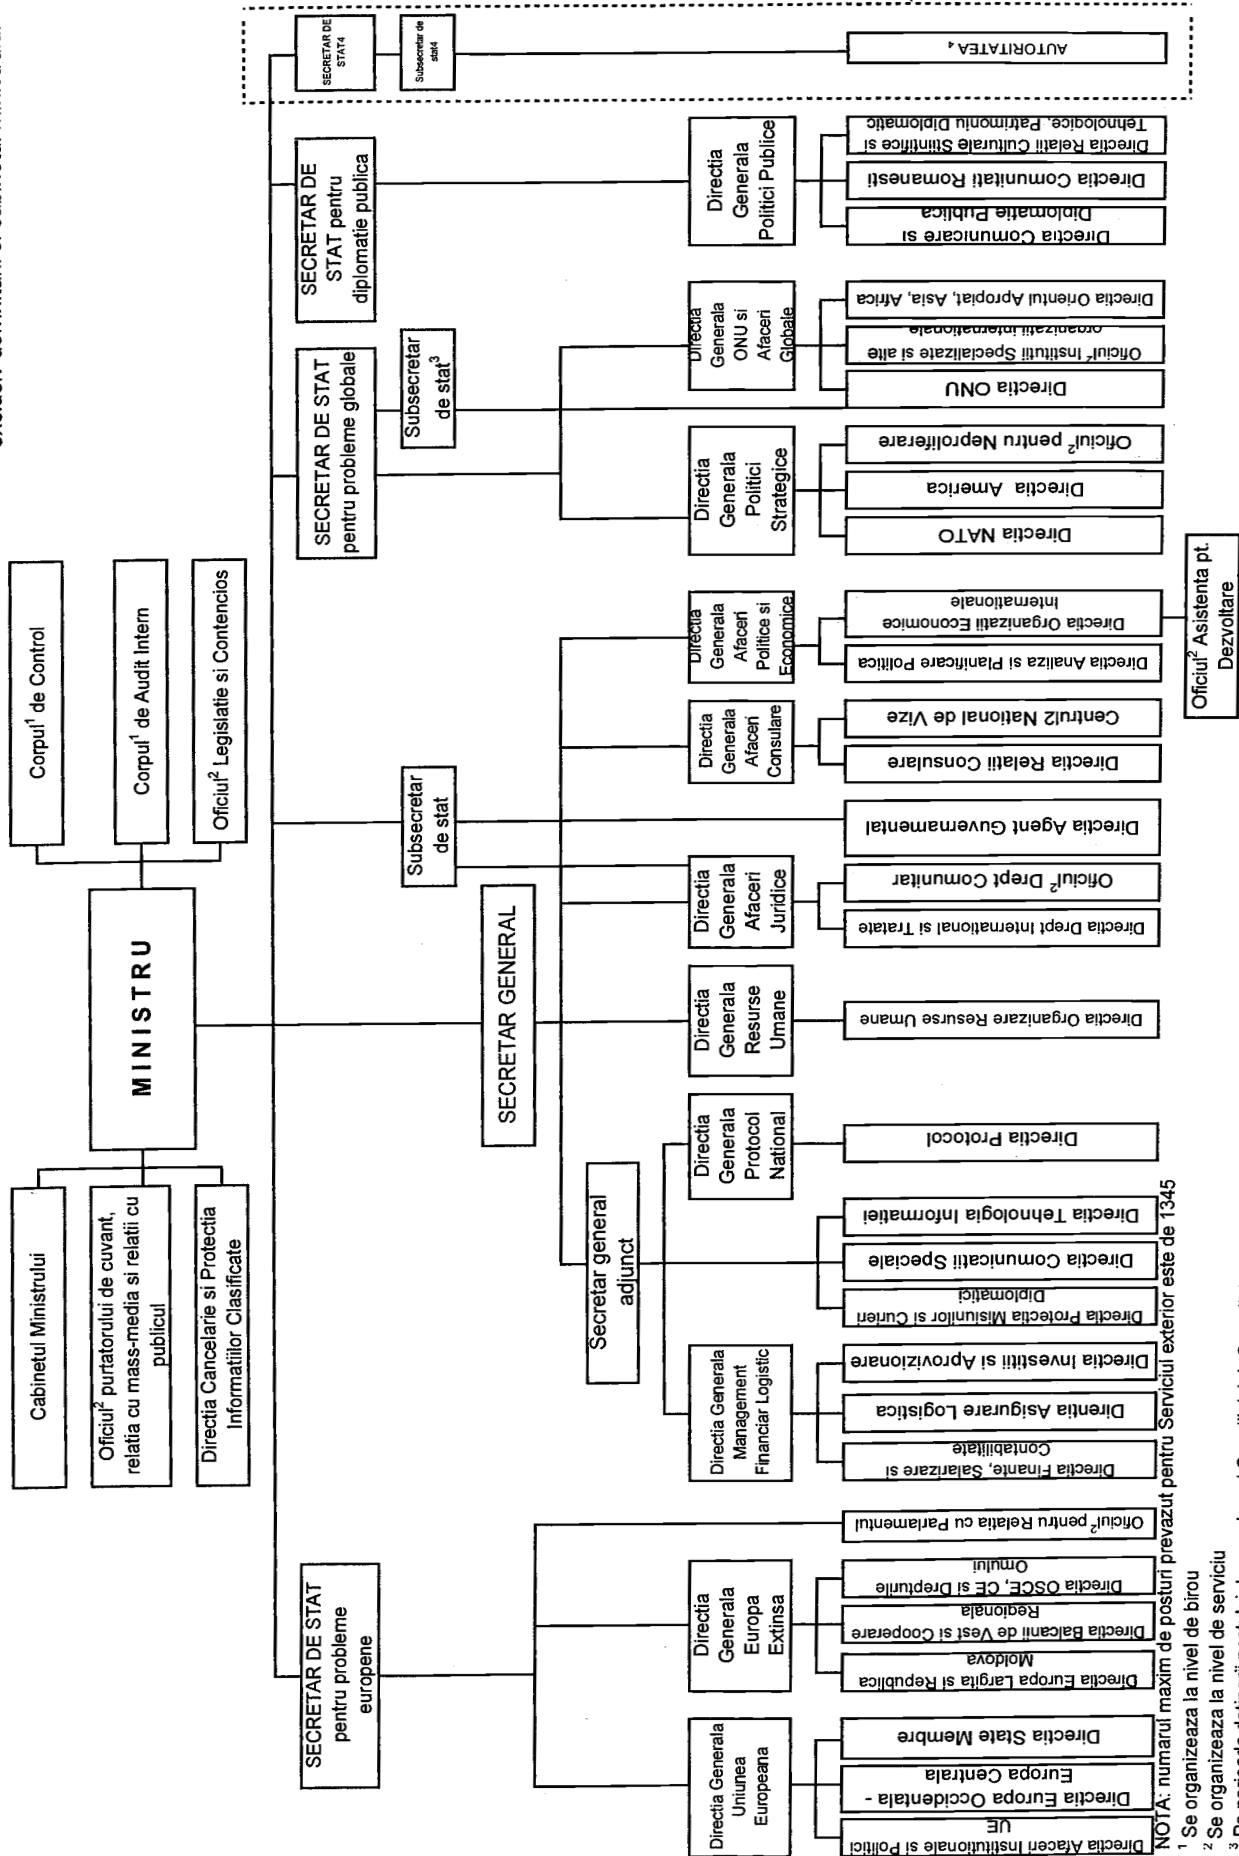 Corpul¹ de Control
Corpul¹ de Audit Intern
Oficiul² Legislatie si Contencios
MINISTRU
Cabinetul Ministrului
Oficiul² purtatorului de cuvant,
relatia cu mass-media si relatii cu
publicul
Directia Cancelarie si Protectia
Informatiilor Clasificate
SECRETAR DE STAT
pentru probleme
europene
SECRETAR GENERAL
Subsecretar
de stat
SECRETAR DE STAT
pentru probleme globale
Subsecretar
de stat³
SECRETAR DE
STAT pentru
diplomatie publica
SECRETAR DE
STAT4
Subsecretar de
stat4
AUTORITATEA ⁴
Secretar general
adjunct
Directia Generala
Uniunea
Europeana
Directia Generala
Europa
Extinsa
Directia Generala
Management
Financiar Logistic
Directia
Generala
Protocol
National
Directia
Generala
Resurse
Umane
Directia
Generala
Afaceri
Juridice
Directia
Generala
Afaceri
Consulare
Directia
Generala
Afaceri
Politice si
Economice
Directia
Generala
Politici
Strategice
Directia
Generala
ONU si
Afaceri
Globale
Directia
Generala
Politici Publice
Directia Afaceri Institutionale si Politici
UE
Directia Europa Occidentala -
Europa Centrala
Directia State Membre
Directia Europa Largita si Republica
Moldova
Directia Balcanii de Vest si Cooperare
Regionala
Directia OSCE, CE si Drepturile
Omului
Oficiul² pentru Relatia cu Parlamentul
Directia Finante, Salarizare si
Contabilitate
Direntia Asigurare Logistica
Directia Investitii si Aprovizionare
Directia Protectia Misiunilor si Curieri
Diplomatici
Directia Comunicatii Speciale
Directia Tehnologia Informatiei
Directia Protocol
Directia Organizare Resurse Umane
Directia Drept International si Tratate
Oficiul² Drept Comunitar
Directia Agent Guvernamental
Directia Relatii Consulare
Centrul2 National de Vize
Directia Analiza si Planificare Politica
Directia Organizatii Economice
Internationale
Oficiul² Asistenta pt.
Dezvoltare
Directia NATO
Directia America
Oficiul² pentru Neproliferare
Directia ONU
Oficiul² Institutii Specializate si alte
organizatii internationale
Directia Orientul Apropiat, Asia, Africa
Directia Comunicare si
Diplomatie Publica
Directia Comunitati Romanesti
Directia Relatii Culturale Stiintifice si
Tehnologice, Patrimoniu Diplomatic
NOTA: numarul maxim de posturi prevazut pentru Serviciul exterior este de 1345
¹ Se organizeaza la nivel de birou
² Se organizeaza la nivel de serviciu